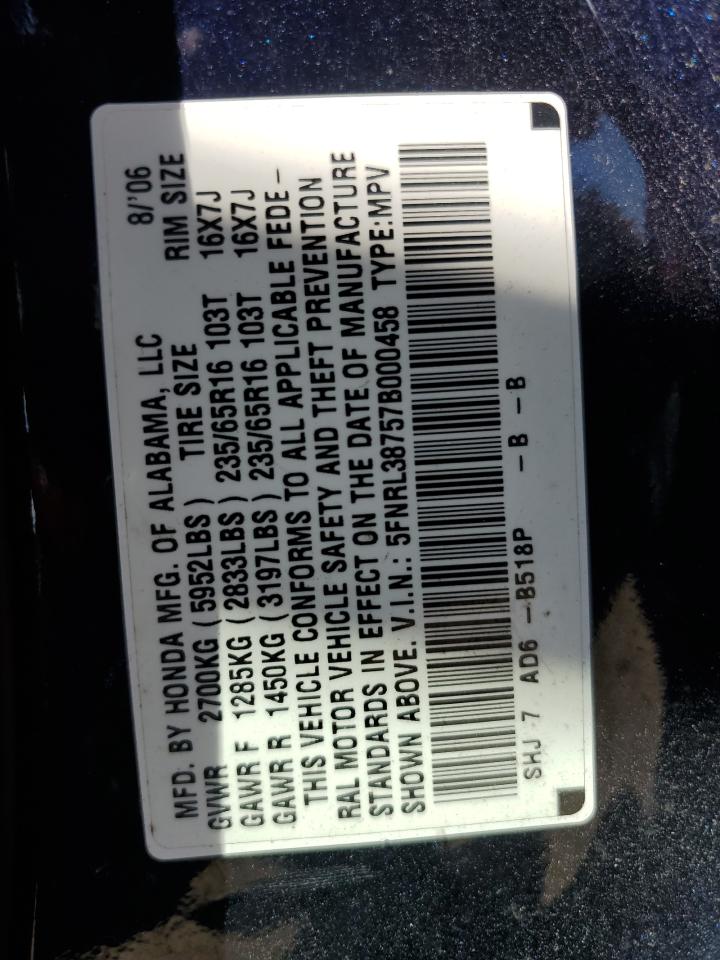 MFD. BY HONDA MFG. OF ALABAMA, LLC 8/'06
GVWR 2700KG (5952LBS) TIRE SIZE RIM SIZE
GAWR F 1285KG (2833LBS) 235/65R16 103T 16X7J
GAWR R 1450KG (3197LBS) 235/65R16 103T 16X7J
THIS VEHICLE CONFORMS TO ALL APPLICABLE FEDE-
RAL MOTOR VEHICLE SAFETY AND THEFT PREVENTION
STANDARDS IN EFFECT ON THE DATE OF MANUFACTURE
SHOWN ABOVE. V.I.N.: 5FNRL38757B000458 TYPE:MPV
SHJ 7 AD6 -B518P -B -B